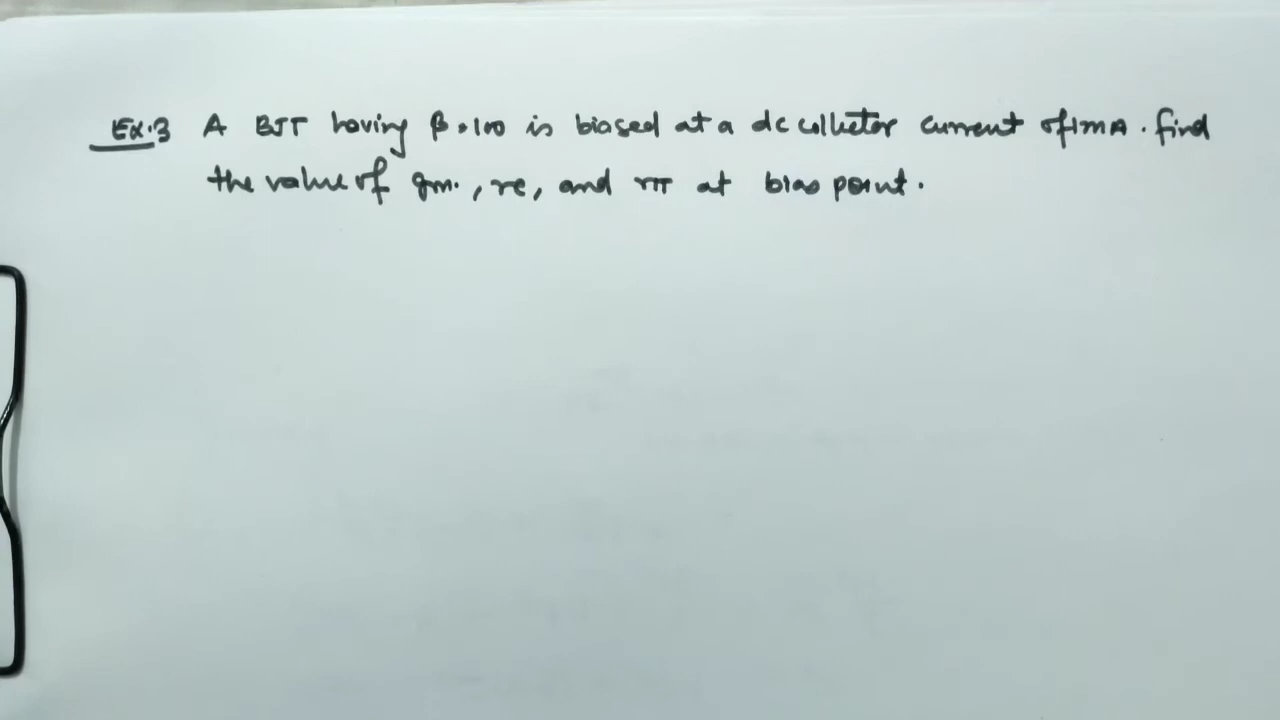 Ex.3 A BJT having β=100 is biased at a dc collector current of 1mA. find
the value of gm., re, and rπ at bias point.